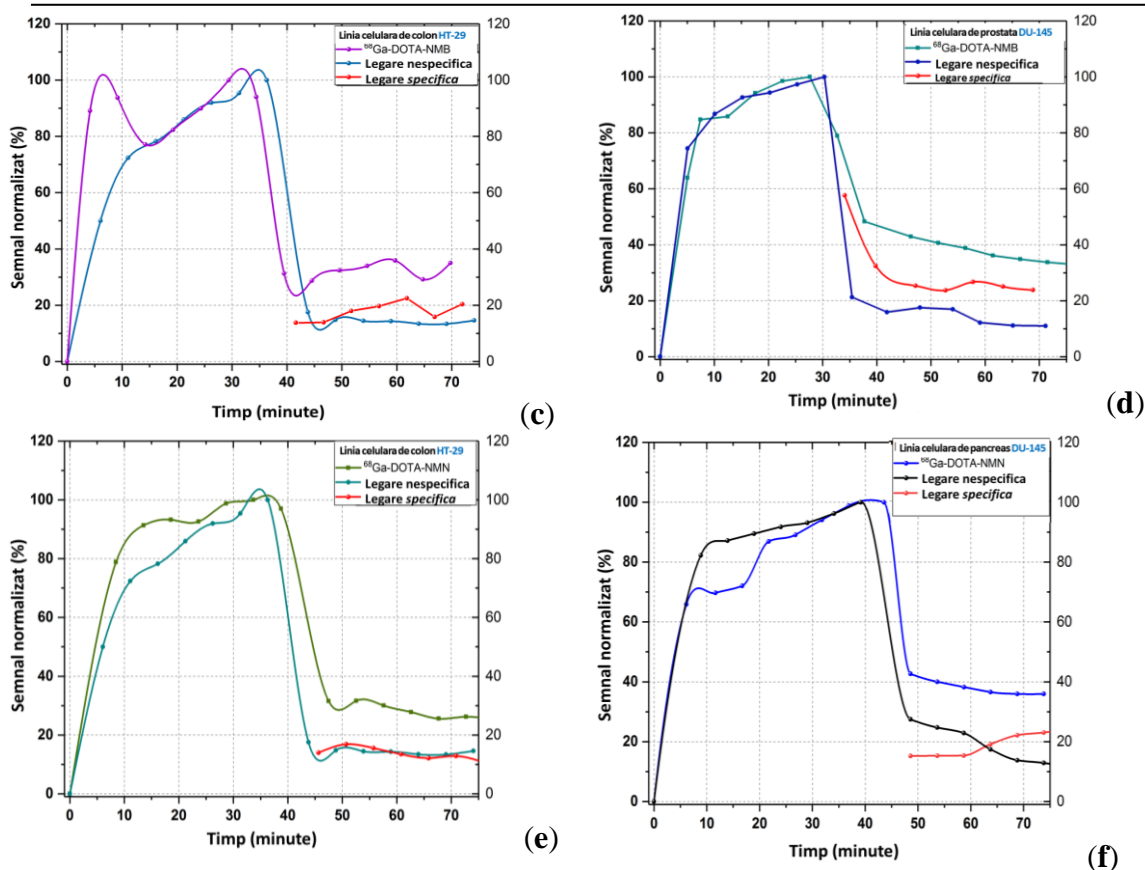 Linia celulara de colon HT-29
⁶⁸Ga-DOTA-NMB
Legare nespecifica
Legare specifica
Semnal normalizat (%)
120
100
80
60
40
20
0
120
100
80
60
40
20
0
0 10 20 30 40 50 60 70
Timp (minute)
(c)
Linia celulara de prostata DU-145
⁶⁸Ga-DOTA-NMB
Legare nespecifica
Legare specifica
Semnal normalizat (%)
120
100
80
60
40
20
0
120
100
80
60
40
20
0
0 10 20 30 40 50 60 70
Timp (minute)
(d)
Linia celulara de colon HT-29
⁶⁸Ga-DOTA-NMN
Legare nespecifica
Legare specifica
Semnal normalizat (%)
120
100
80
60
40
20
0
120
100
80
60
40
20
0
0 10 20 30 40 50 60 70
Timp (minute)
(e)
Linia celulara de pancreas DU-145
⁶⁸Ga-DOTA-NMN
Legare nespecifica
Legare specifica
Semnal normalizat (%)
120
100
80
60
40
20
0
120
100
80
60
40
20
0
0 10 20 30 40 50 60 70
Timp (minute)
(f)